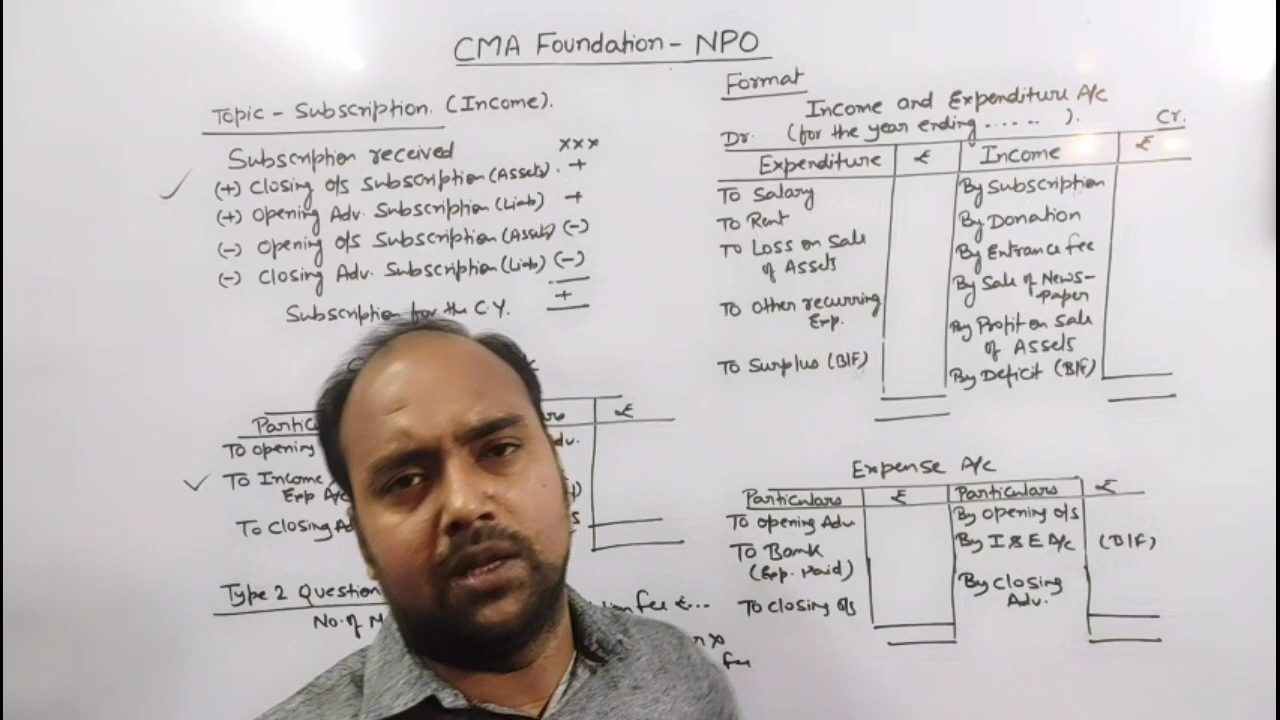 CMA Foundation - NPO
Topic - Subscription. (Income).
Subscription received xxx
(+) Closing o/s Subscription (Assets). +
(+) Opening Adv. Subscription (Liab) +
(-) Opening o/s Subscription (Assets) (-)
(-) Closing Adv. Subscription (Liab) (-)
+
Subscription for the C.Y.
₹
To opening
To Income
Exp A/c
Type 2 Question
fee ₹...
fee
Format
Income and Expenditure A/c
Dr. (for the year ending ...... ). Cr.
Expenditure ₹ Income ₹
To Salary By Subscription
To Rent By Donation
To Loss on Sale By Entrance fee
of Assets By Sale of News-
paper
To Other recurring By Profit on Sale
Exp. of Assets
To Surplus (B/F) By Deficit (B/F)
Expense A/c
Particulars ₹ Particulars ₹
To opening Adv. By opening o/s
To Bank By I & E A/c (B/F)
(Exp. Paid) By Closing
To closing o/s Adv.